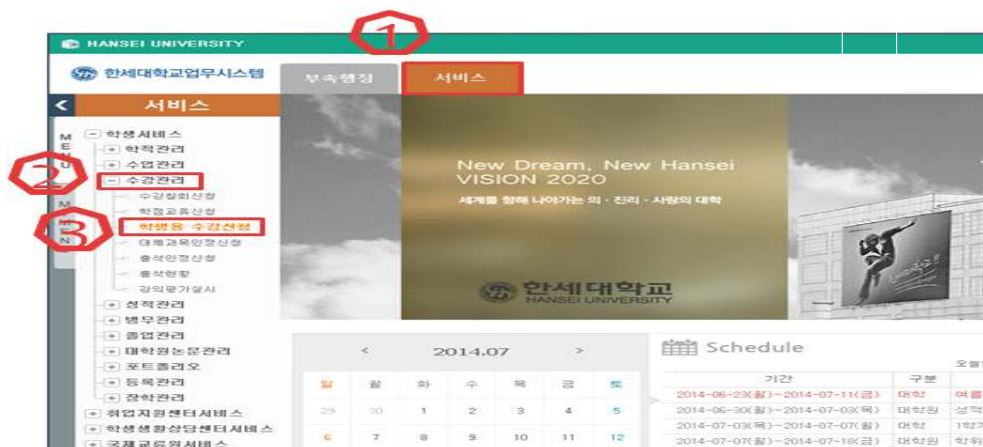 1
HANSEI UNIVERSITY
한세대학교업무시스템
부속행정
서비스
<
서비스
MENU
학생서비스
학적관리
수업관리
2
수강관리
수강철회신청
학점교류신청
3
학생용 수강신청
대체과목인정신청
출석인정신청
출석현황
강의평가실시
성적관리
병무관리
졸업관리
대학원논문관리
포트폴리오
등록관리
장학관리
취업지원센터서비스
학생생활상담센터서비스
국제교류원서비스
New Dream, New Hansei
VISION 2020
세계를 향해 나아가는 의 · 진리 · 사랑의 대학
한세대학교
HANSEI UNIVERSITY
< 2014.07 >
일 월 화 수 목 금 토
29 30 1 2 3 4 5
6 7 8 9 10 11 12
Schedule
기간 구분
2014-06-23(월)~2014-07-11(금) 대학
2014-06-30(월)~2014-07-03(목) 대학원
2014-07-03(목)~2014-07-07(월) 대학
2014-07-07(월)~2014-07-18(금) 대학원